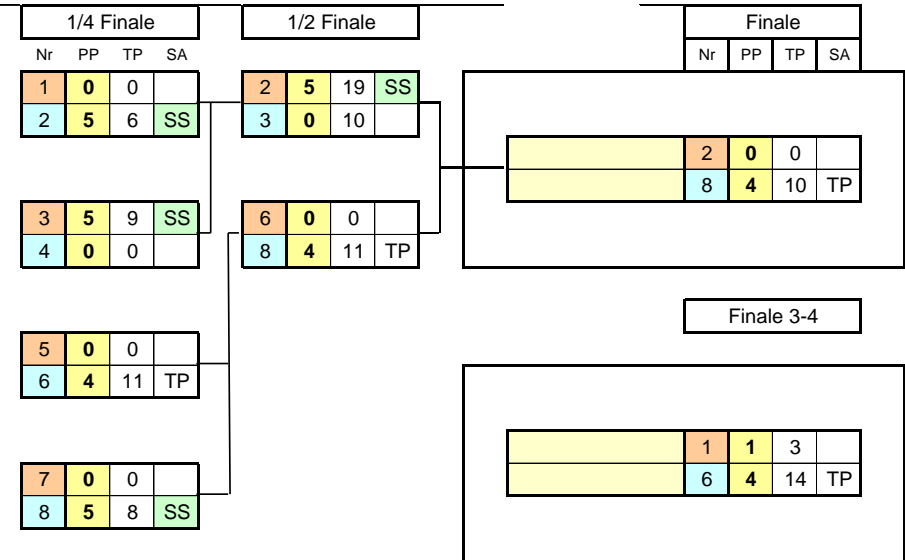 1/4 Finale
1/2 Finale
Finale
Nr PP TP SA
Nr PP TP SA
1 0 0
2 5 6 SS
2 5 19 SS
3 0 10
2 0 0
8 4 10 TP
3 5 9 SS
4 0 0
6 0 0
8 4 11 TP
Finale 3-4
5 0 0
6 4 11 TP
1 1 3
6 4 14 TP
7 0 0
8 5 8 SS